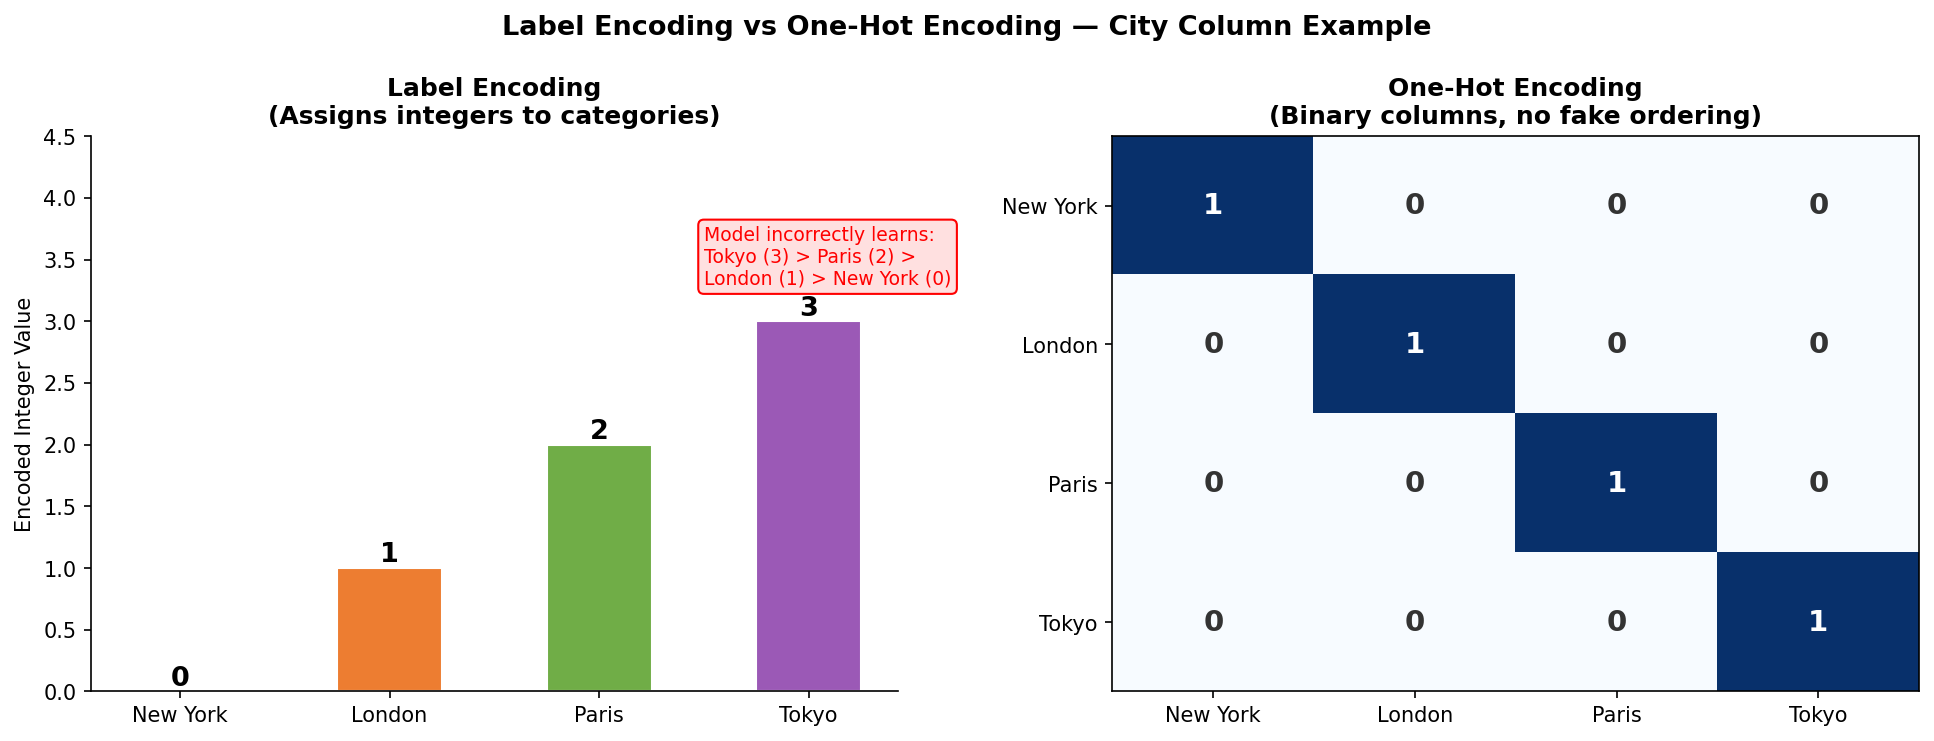 Label Encoding vs One-Hot Encoding — City Column Example
Label Encoding
(Assigns integers to categories)
4.5
4.0
3.5
3.0
2.5
2.0
1.5
1.0
0.5
0.0
Encoded Integer Value
Model incorrectly learns:
Tokyo (3) > Paris (2) >
London (1) > New York (0)
0
1
2
3
New York London Paris Tokyo
One-Hot Encoding
(Binary columns, no fake ordering)
New York 1 0 0 0
London 0 1 0 0
Paris 0 0 1 0
Tokyo 0 0 0 1
New York London Paris Tokyo